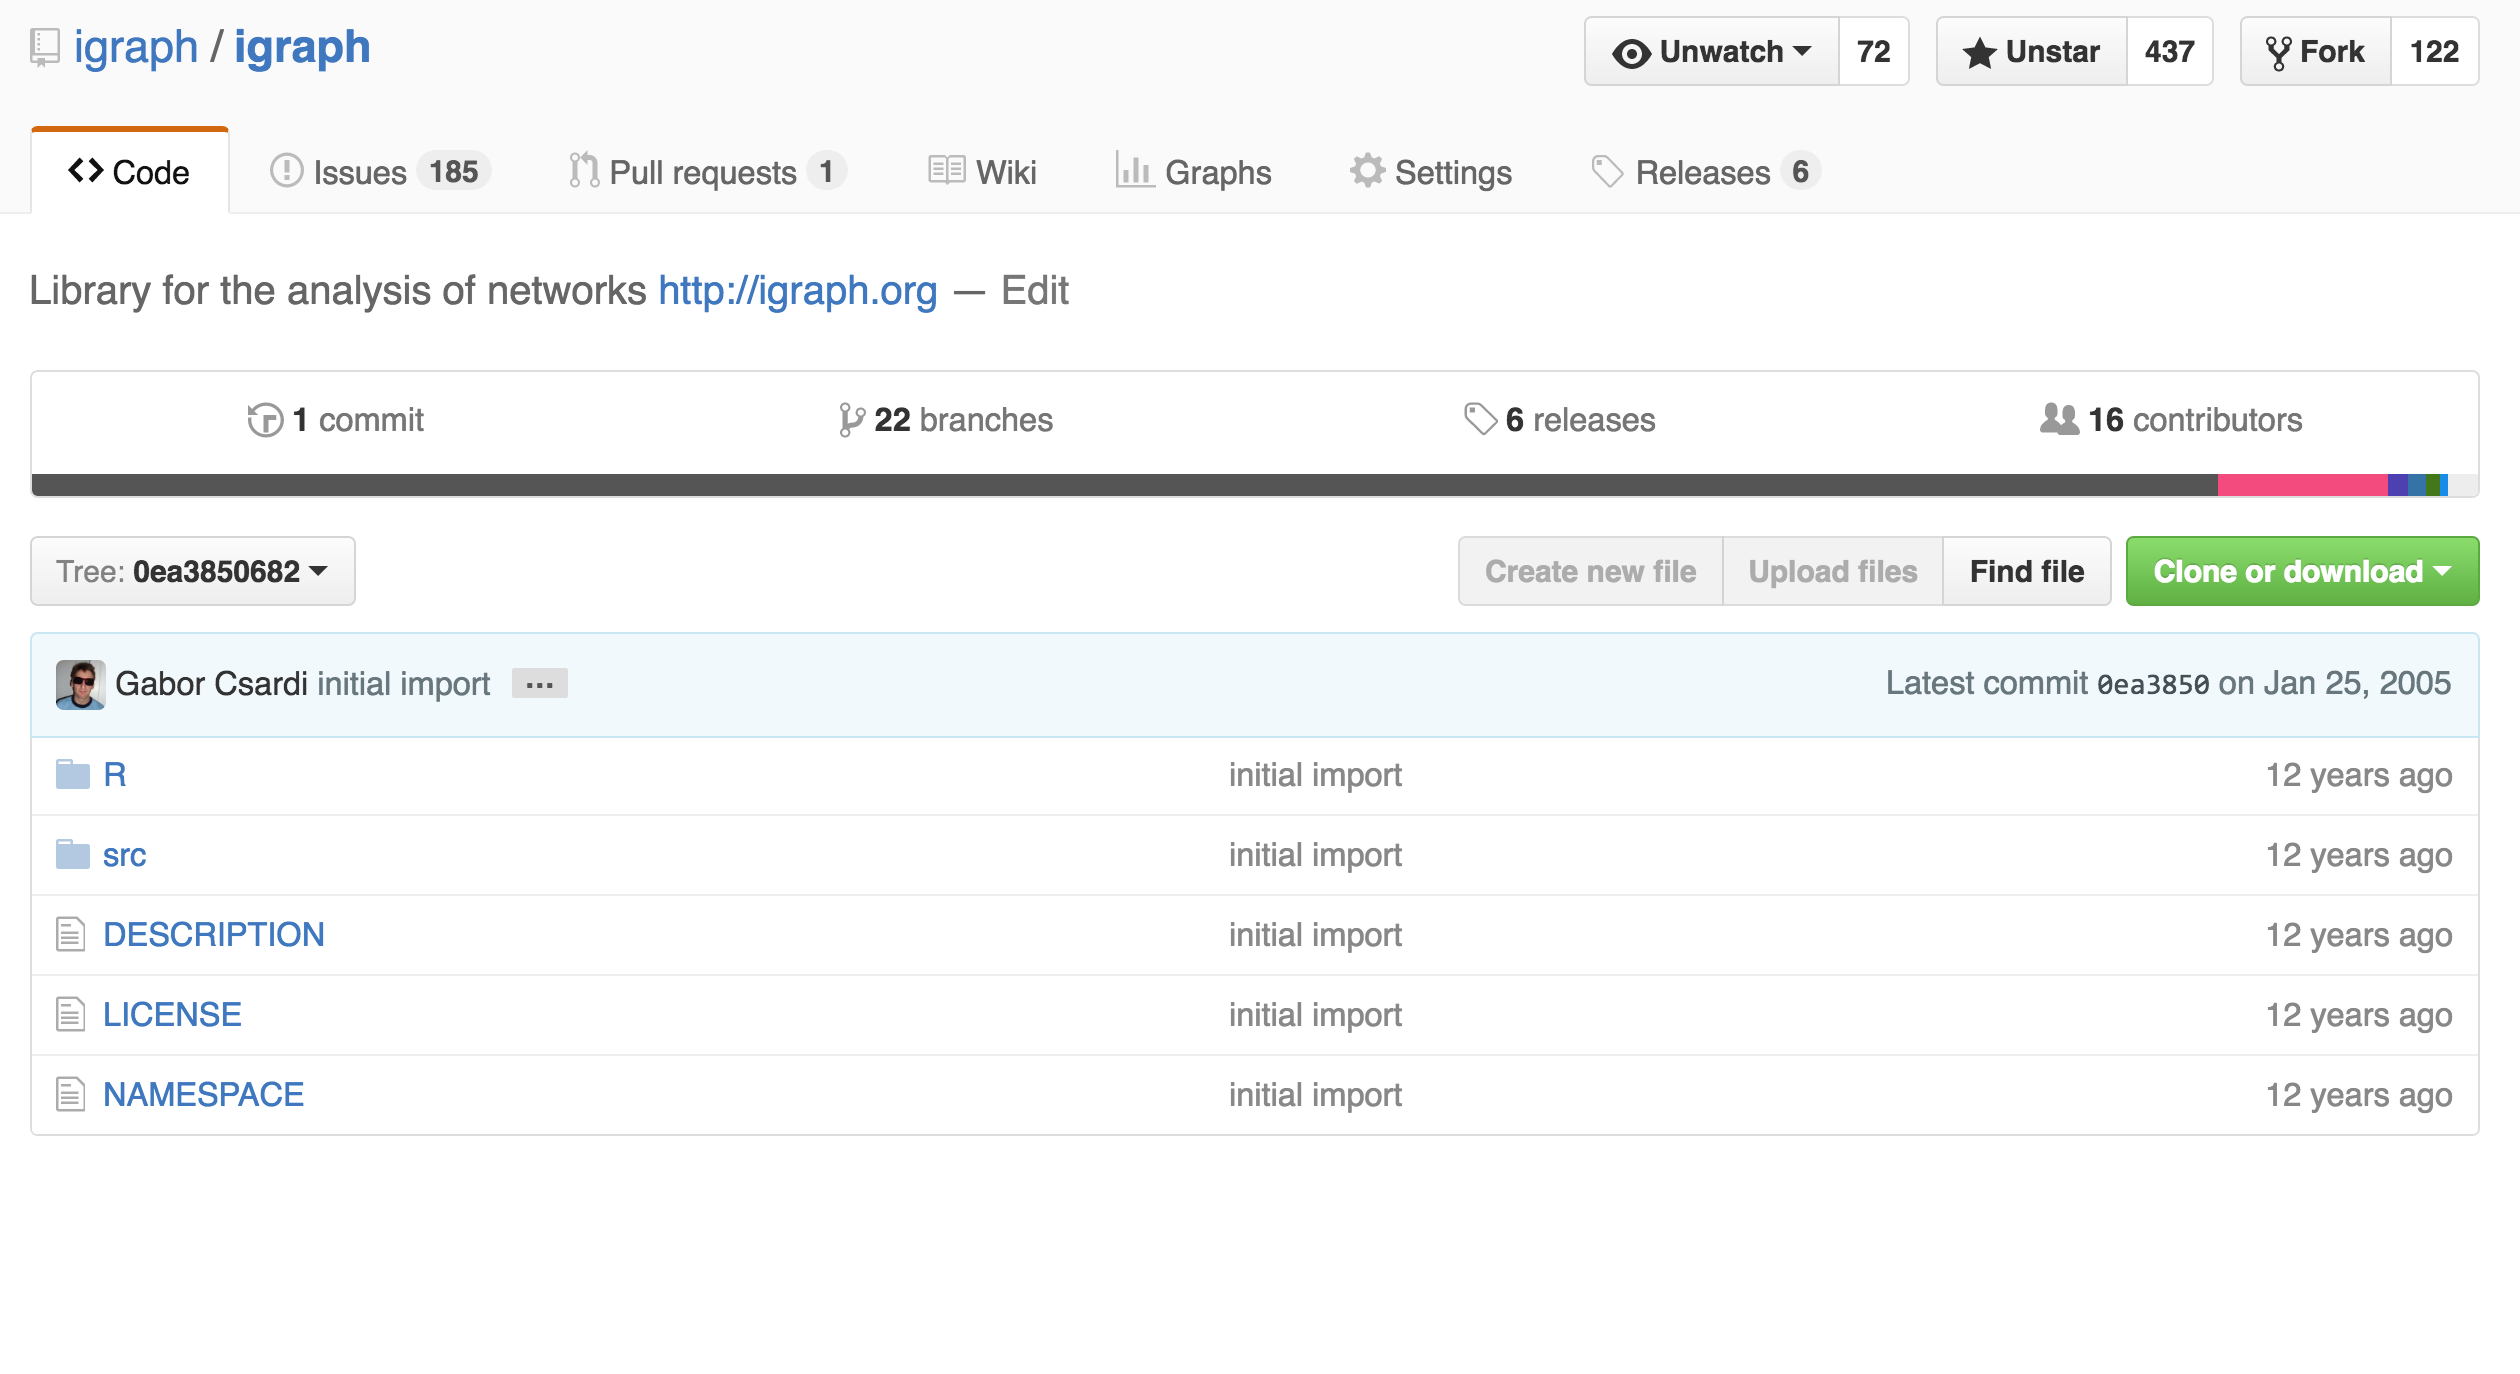 igraph / igraph Unwatch 72 Unstar 437 Fork 122
Code Issues 185 Pull requests 1 Wiki Graphs Settings Releases 6
Library for the analysis of networks http://igraph.org — Edit
1 commit 22 branches 6 releases 16 contributors
Tree: 0ea3850682 Create new file Upload files Find file Clone or download
Gabor Csardi initial import ... Latest commit 0ea3850 on Jan 25, 2005
R initial import 12 years ago
src initial import 12 years ago
DESCRIPTION initial import 12 years ago
LICENSE initial import 12 years ago
NAMESPACE initial import 12 years ago